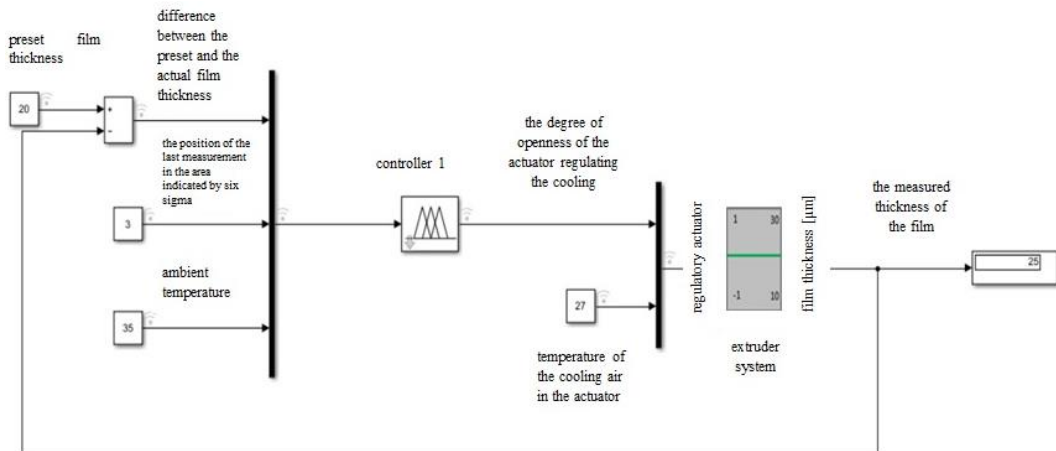 preset film
thickness
difference
between the
preset and the
actual film
thickness
20
+
−
the position of the
last measurement
in the area
indicated by six
sigma
3
ambient
temperature
35
controller 1
the degree of
openness of the
actuator regulating
the cooling
27
temperature of
the cooling air
in the actuator
regulatory actuator
1 30
-1 10
film thickness [µm]
extruder
system
the measured
thickness of
the film
25